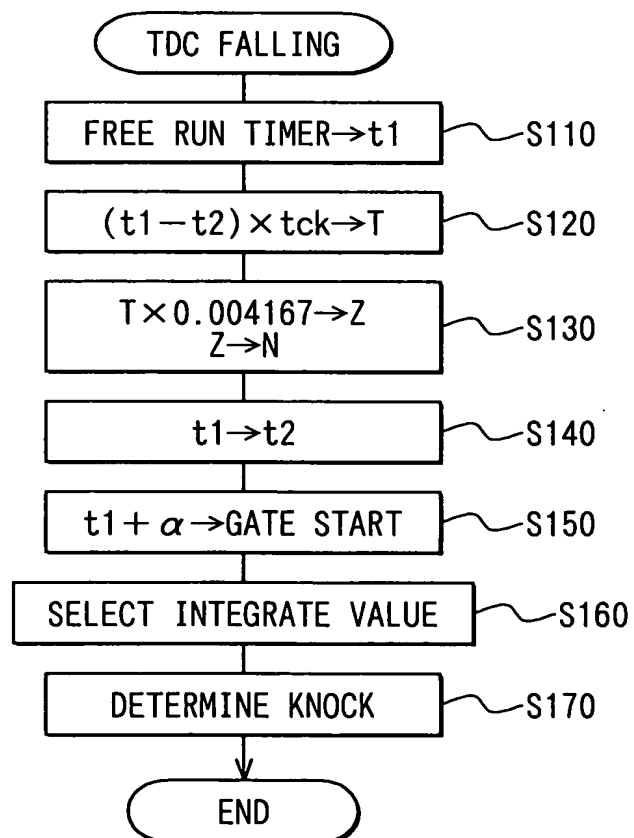 TDC FALLING
FREE RUN TIMER→t1 S110
(t1−t2)×tck→T S120
T×0.004167→Z
Z→N S130
t1→t2 S140
t1+α→GATE START S150
SELECT INTEGRATE VALUE S160
DETERMINE KNOCK S170
END